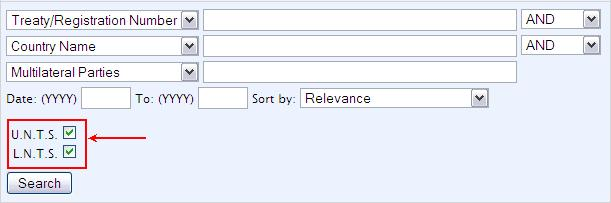 Treaty/Registration Number AND
Country Name AND
Multilateral Parties
Date: (YYYY) To: (YYYY) Sort by: Relevance
U.N.T.S.
L.N.T.S.
Search